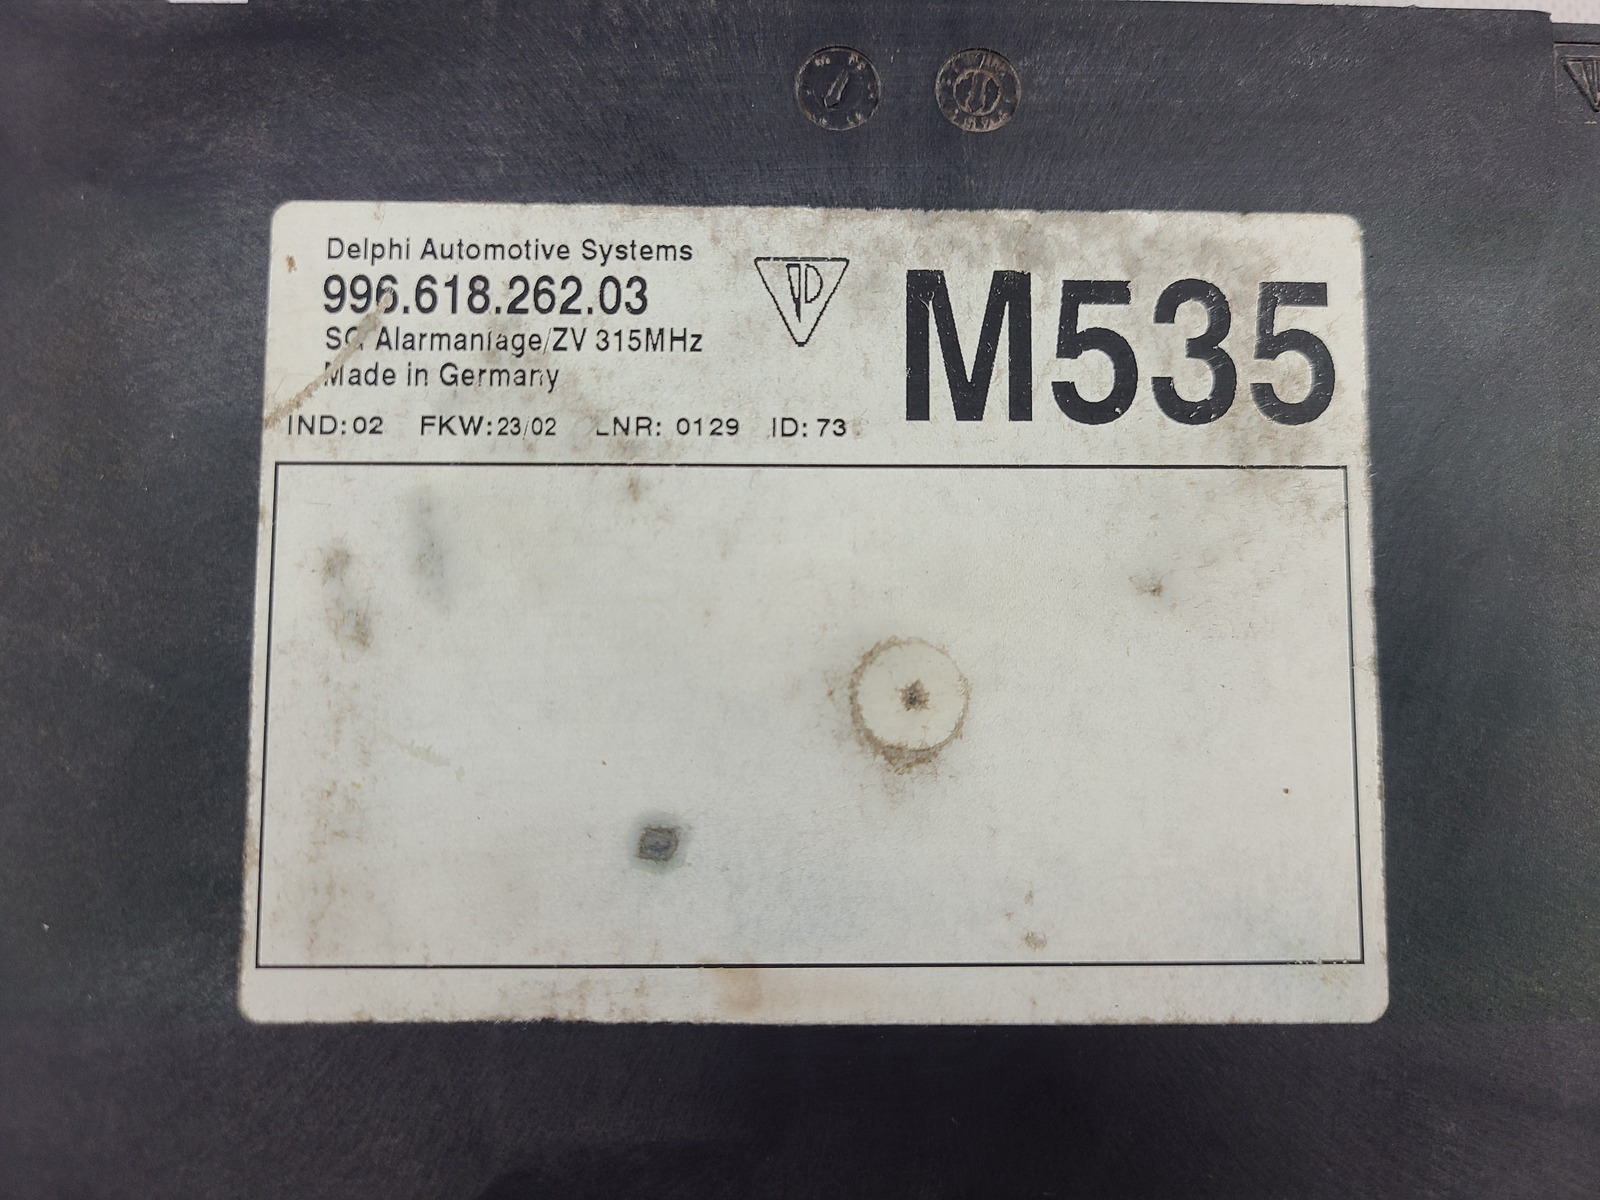 Delphi Automotive Systems
996.618.262.03
SG Alarmanlage/ZV 315MHz
Made in Germany
IND: 02 FKW: 23/02 LNR: 0129 ID: 73
M535